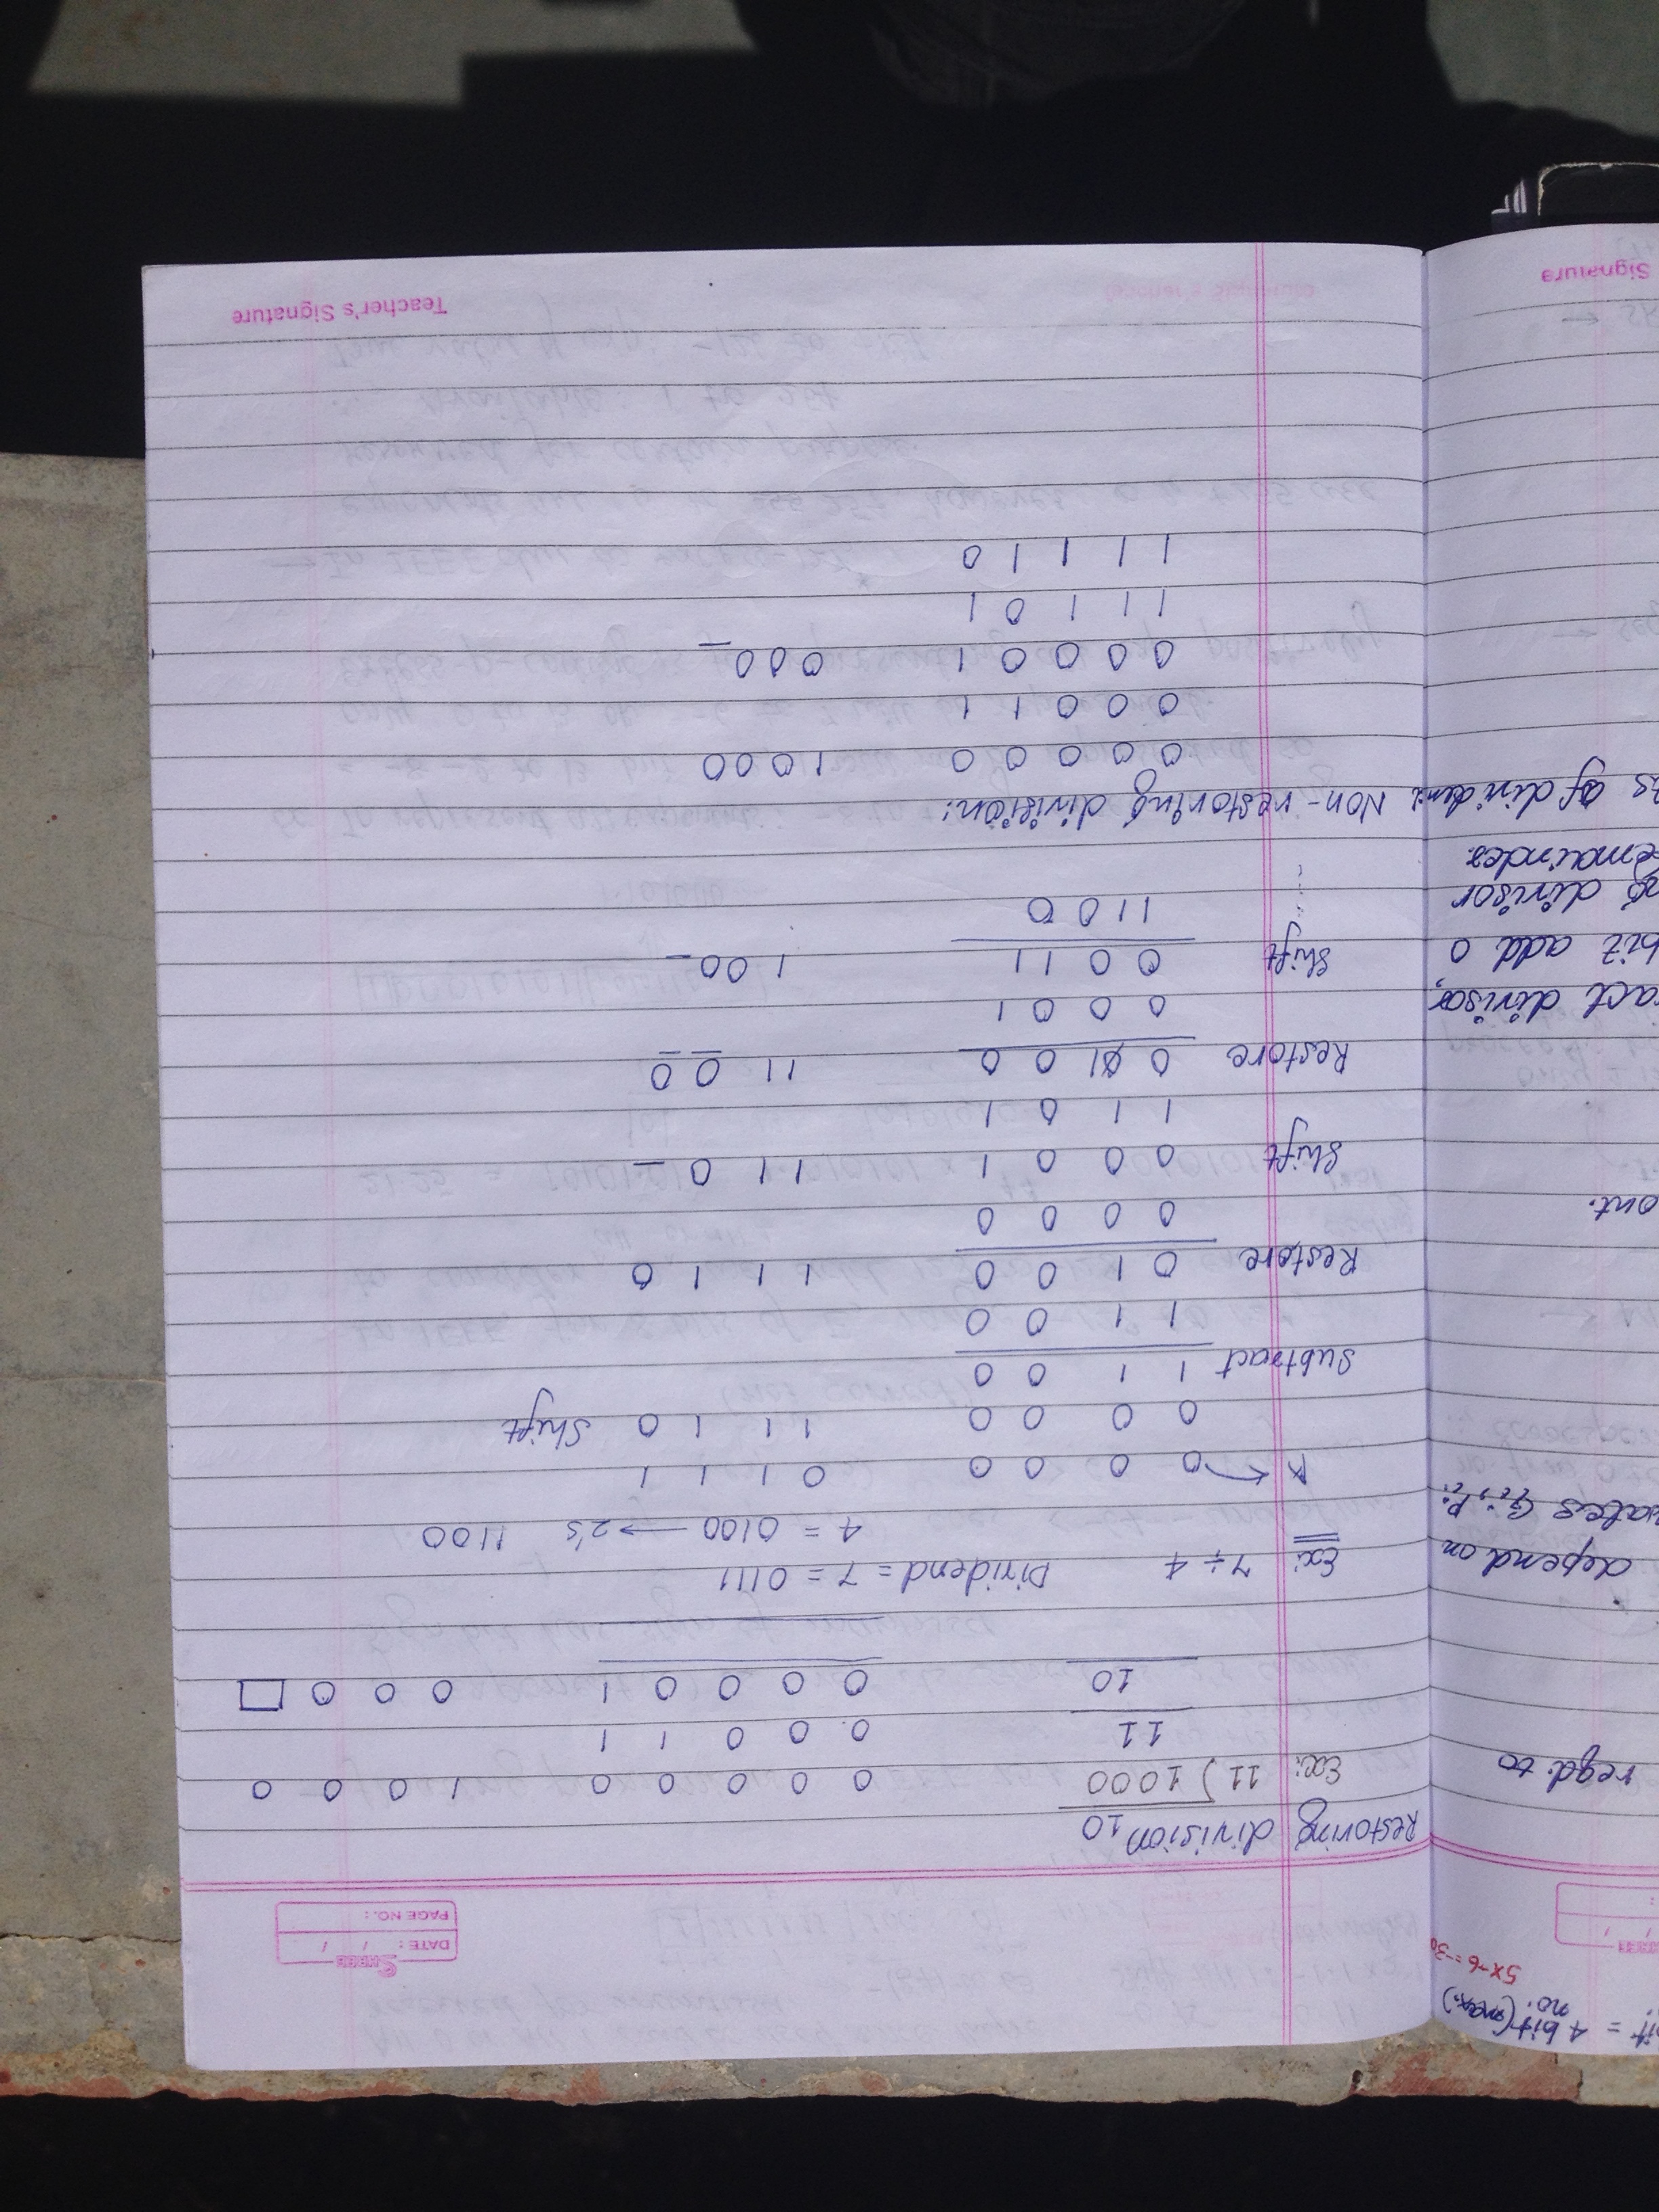 it = 4 bit (max.)
no.
5x-6=-30
reqd. to
depend on
Gi, Pi
ont.
act divisor,
bit add 0
ng divisor
emainder.
of dividend
Signature
SHREE
DATE : / /
PAGE NO. :
Restoring division
10
Ex: 11 ) 1000 0 0 0 0 0 1 0 0 0
11 0. 0 0 1 1
10 0 0 0 0 1 0 0 0 □
Ex: 7 ÷ 4 Dividend = 7 = 0111
4 = 0100 → 2's 1100
A ← 0 0 0 0 0 1 1 1
0 0 0 0 1 1 1 0 Shift
Subtract 1 1 0 0
1 1 0 0
Restore 0 1 0 0 1 1 1 0
0 0 0 0
Shift 0 0 0 1 1 1 0 _
1 1 0 1
Restore 0 1 0 0 1 1 0 0
0 0 0 1
Shift 0 0 1 1 1 0 0 _
1 1 0 0
Non-restoring division:
0 0 0 0 0 1 0 0 0
0 0 0 1 1
0 0 0 0 1 0 0 0 _
1 1 1 0 1
1 1 1 1 0
Teacher's Signature